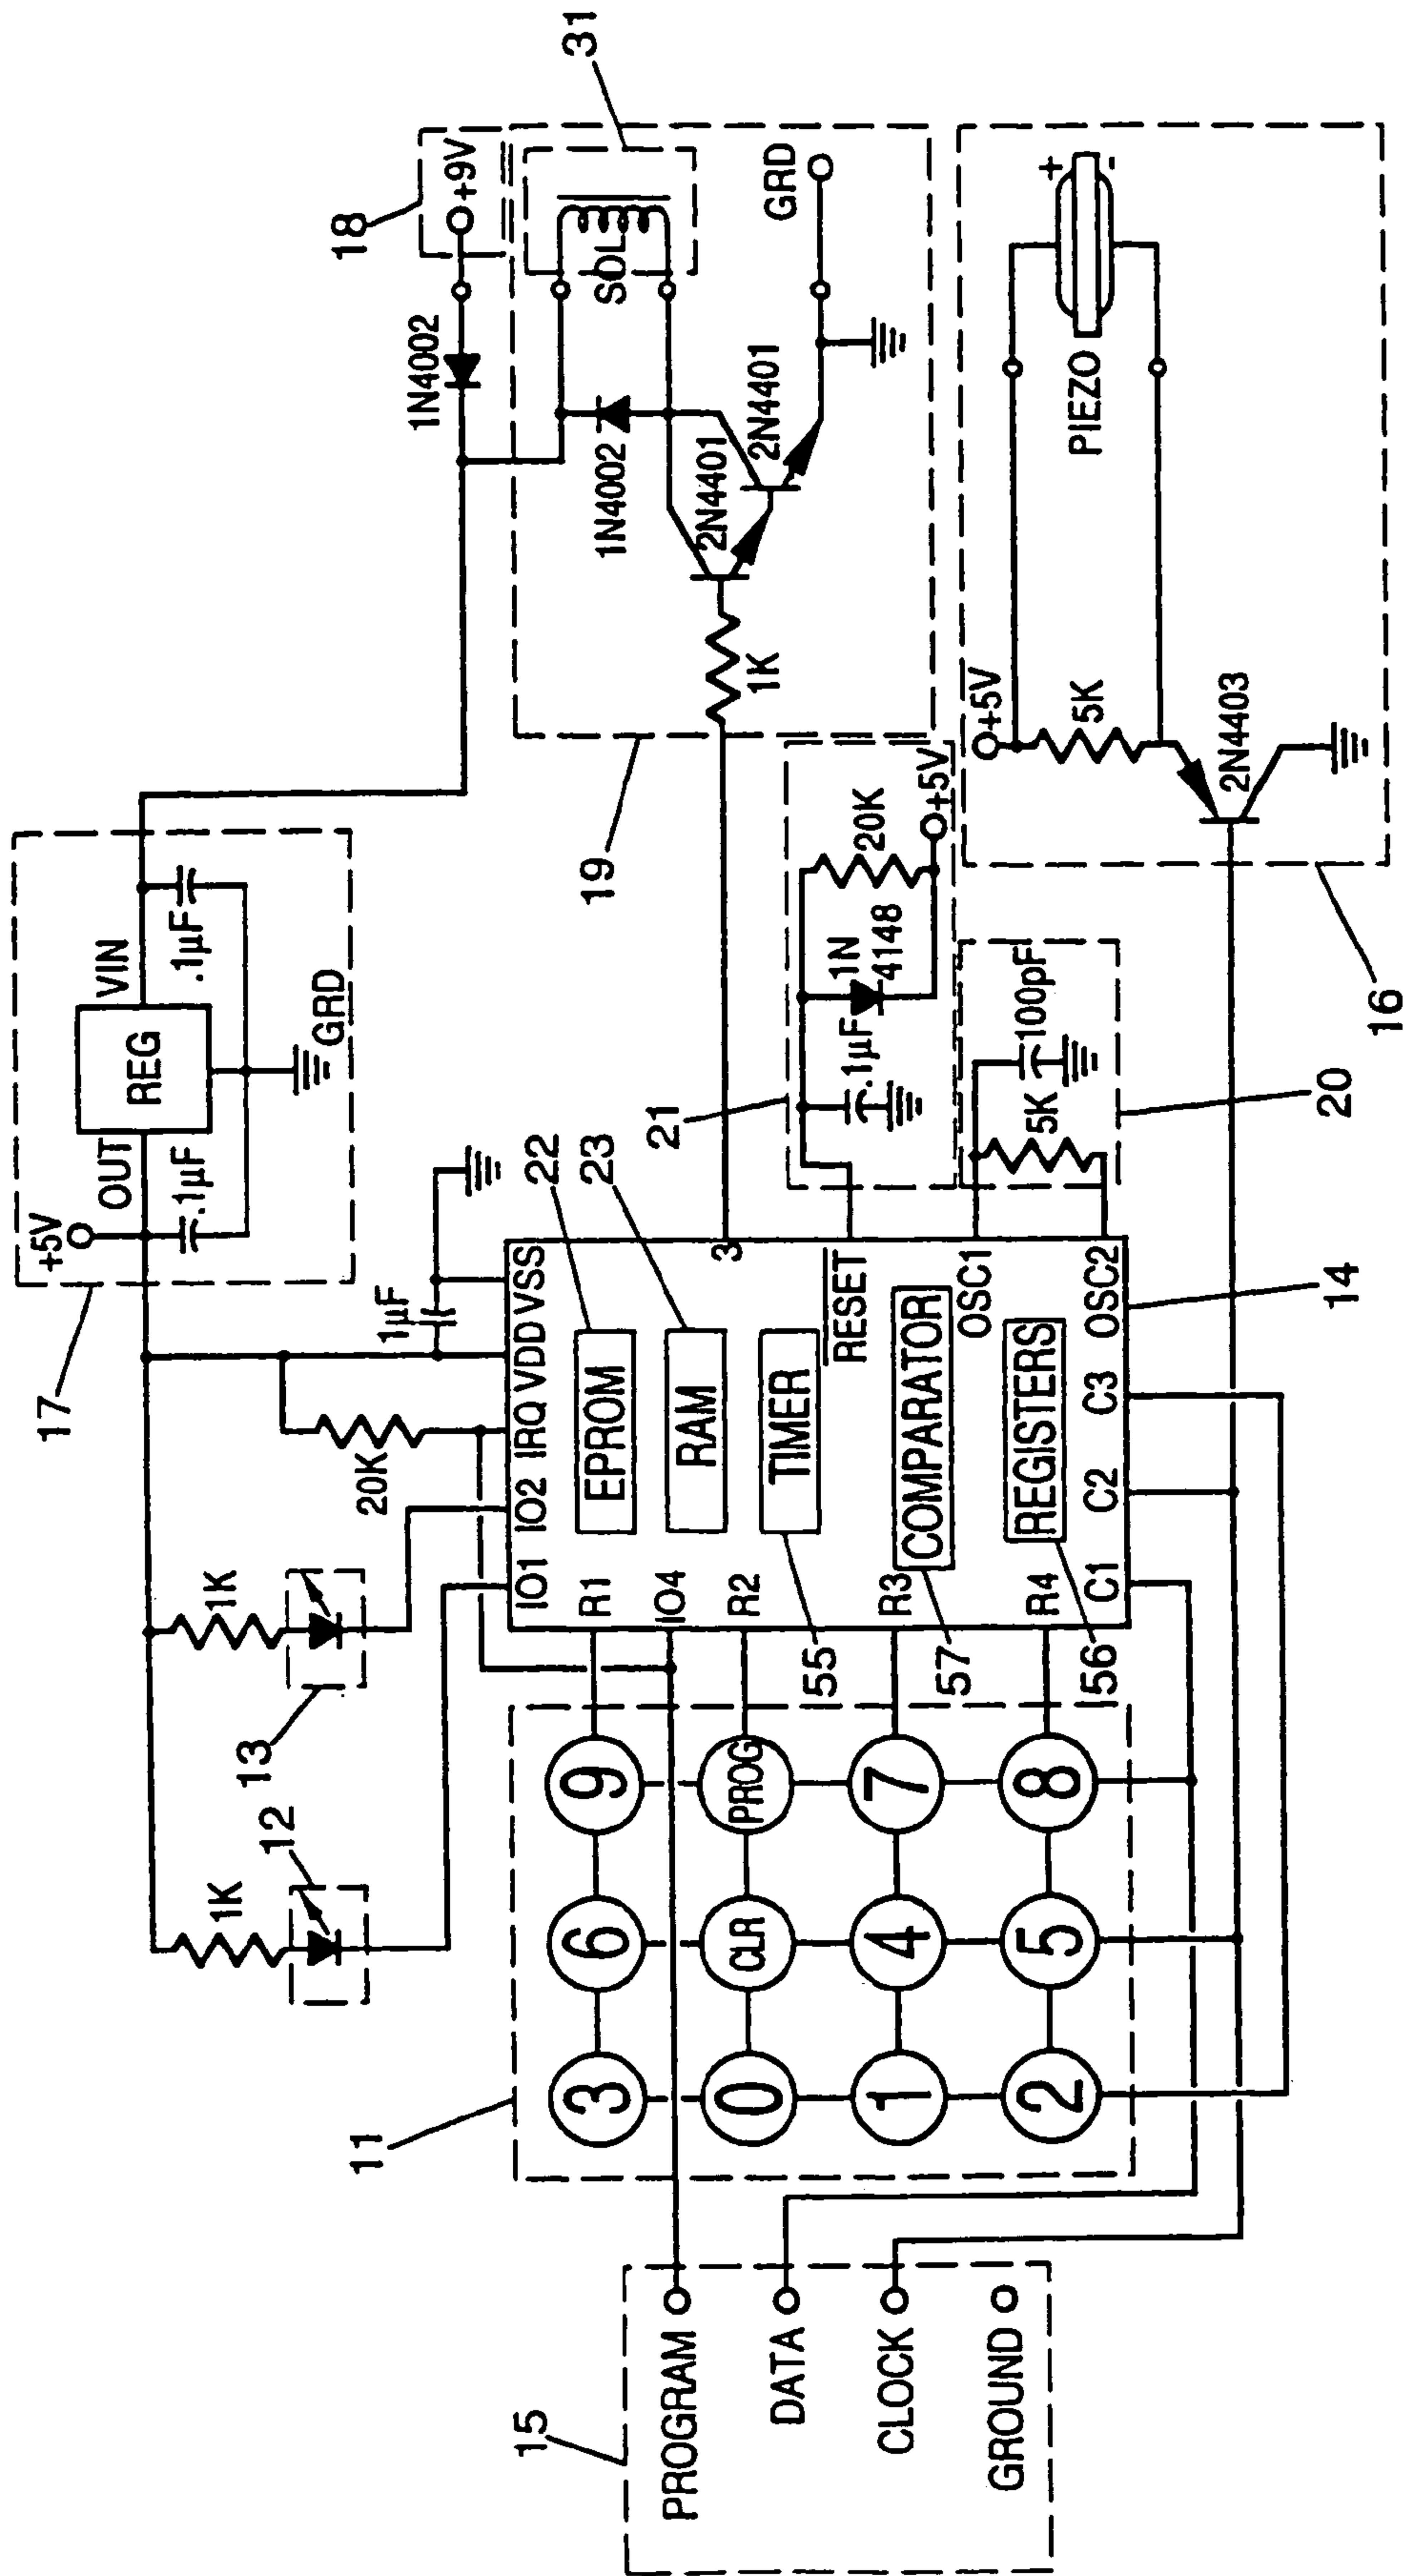 17
+5V
OUT
REG
VIN
.1µF
.1µF
GRD
18
+9V
1N4002
31
SOL
1N4002
2N4401
2N4401
GRD
1K
19
12
1K
13
1K
20K
1µF
22
23
IO1
IO2
IRQ
VDD
VSS
R1
IO4
R2
R3
R4
EPROM
RAM
TIMER
COMPARATOR
REGISTERS
3
RESET
OSC1
OSC2
C1
C2
C3
14
55
57
56
21
.1µF
1N
4148
20K
+5V
5K
100pF
20
+5V
5K
2N4403
PIEZO
+
-
16
11
3
6
9
0
CLR
PROG
1
4
7
2
5
8
15
PROGRAM
DATA
CLOCK
GROUND